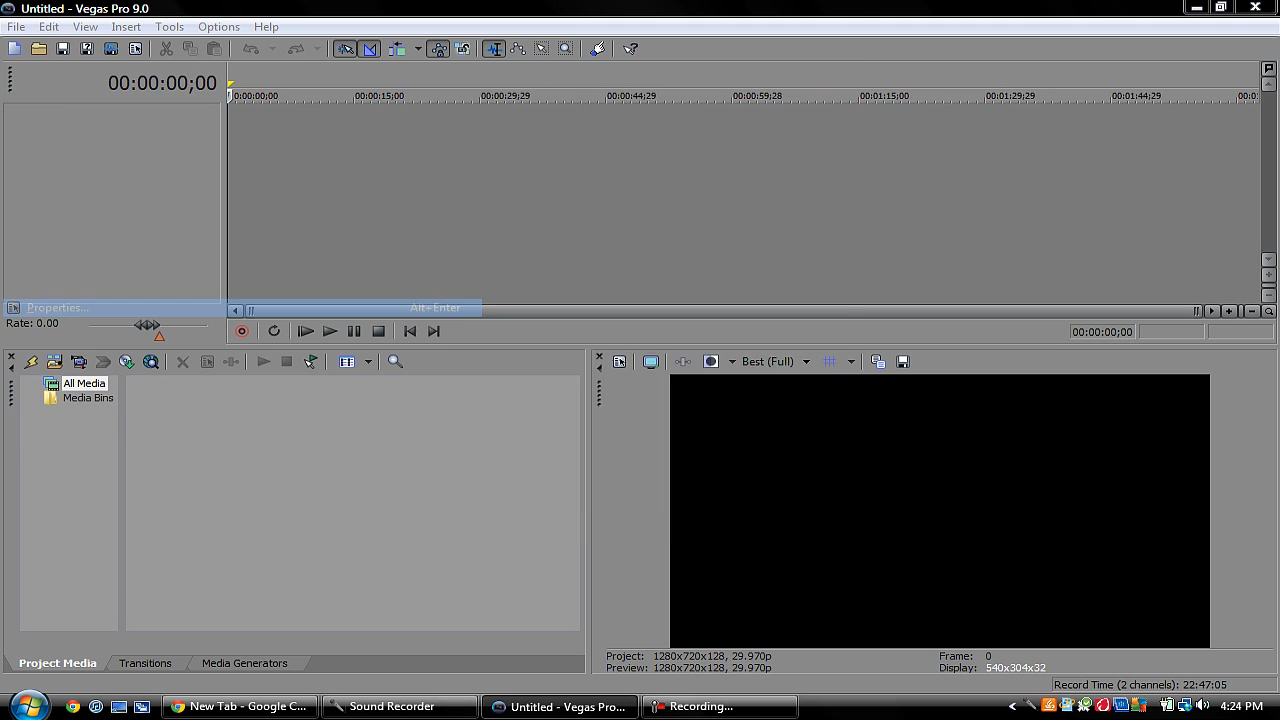 Untitled - Vegas Pro 9.0
File Edit View Insert Tools Options Help
00:00:00;00
0:00:00;00 00:00:15;00 00:00:29;29 00:00:44;29 00:00:59;28 00:01:15;00 00:01:29;29 00:01:44;29 00:0
Properties... Alt+Enter
Rate: 0.00
00:00:00;00
Best (Full)
All Media
Media Bins
Project: 1280x720x128, 29.970p Frame: 0
Preview: 1280x720x128, 29.970p Display: 540x304x32
Project Media Transitions Media Generators
Record Time (2 channels): 22:47:05
New Tab - Google C... Sound Recorder Untitled - Vegas Pro... Recording... 4:24 PM